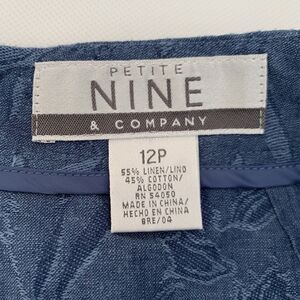 PETITE
NINE
& COMPANY
12P
55% LINEN/LINO
45% COTTON/
ALGODON
RN 54050
MADE IN CHINA/
HECHO EN CHINA
BRE/04